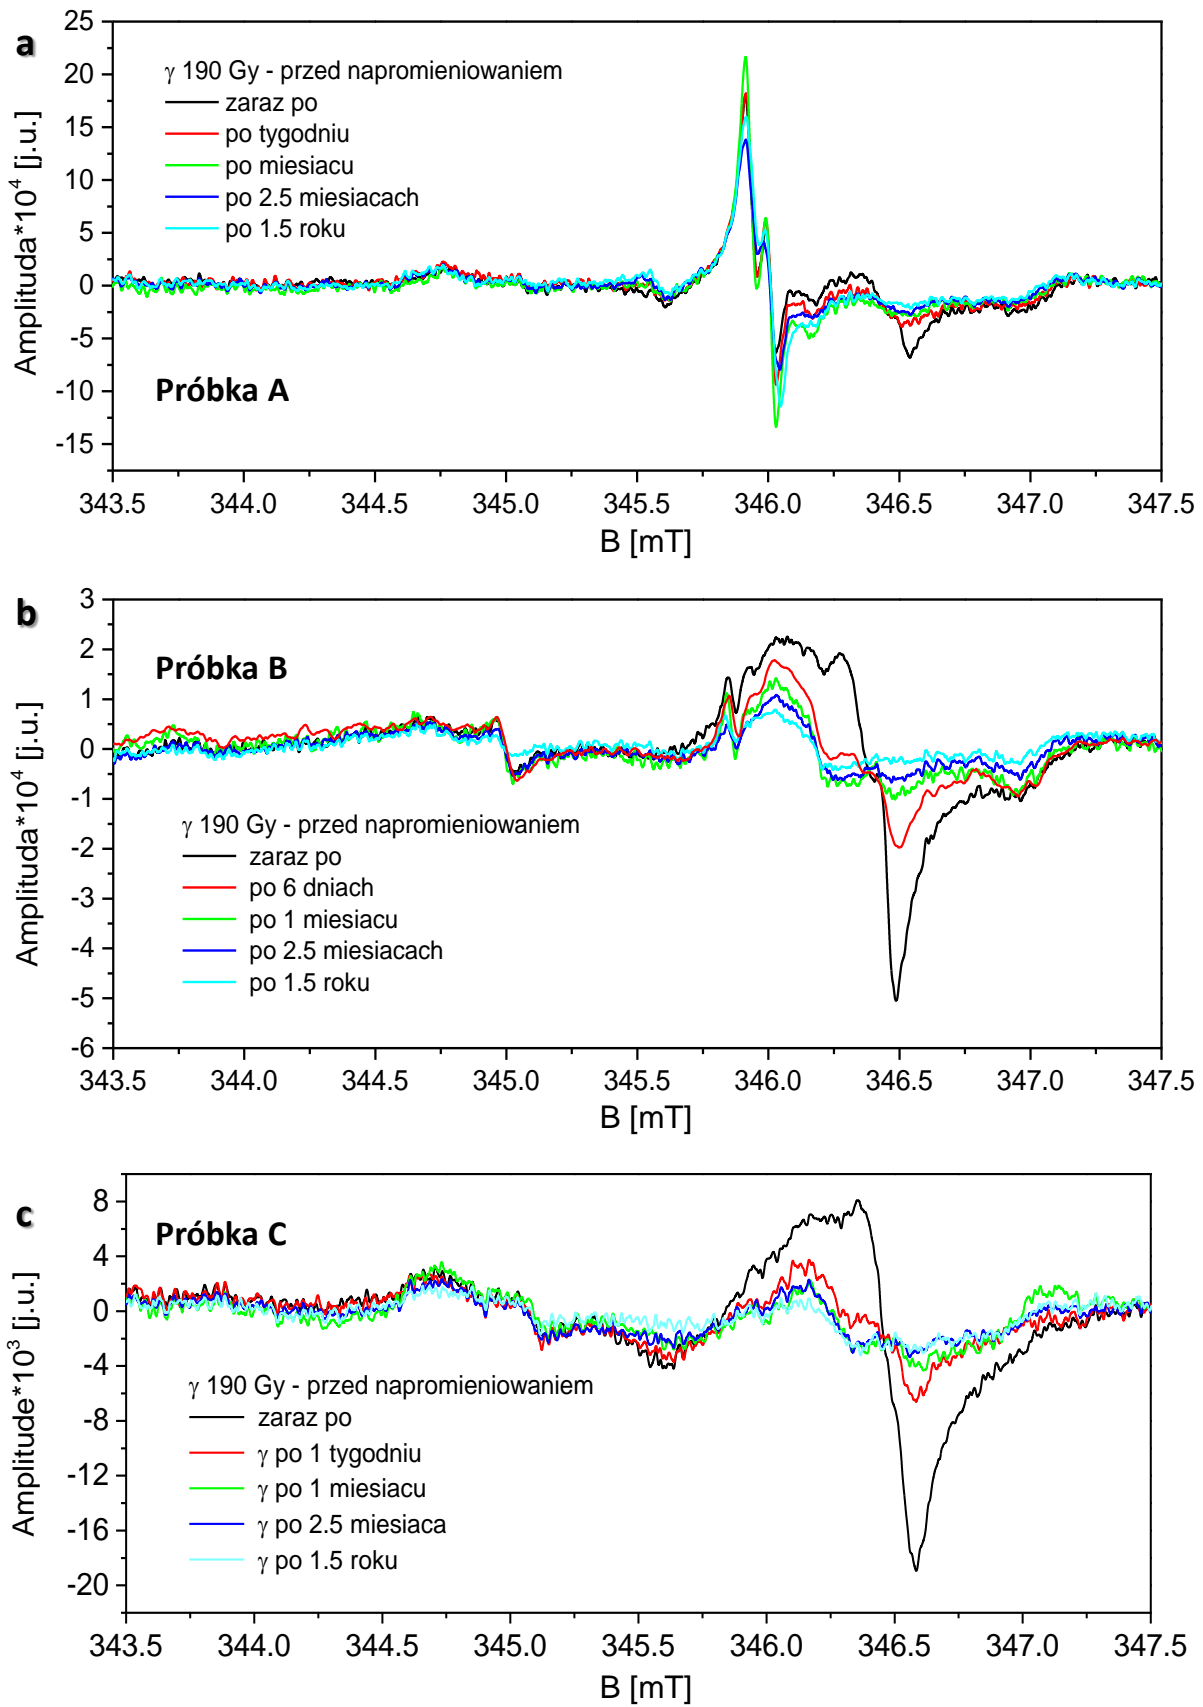 a
γ 190 Gy - przed napromieniowaniem
zaraz po
po tygodniu
po miesiacu
po 2.5 miesiacach
po 1.5 roku
Próbka A
Amplituda*10^4 [j.u.]
25
20
15
10
5
0
-5
-10
-15
343.5 344.0 344.5 345.0 345.5 346.0 346.5 347.0 347.5
B [mT]
b
Próbka B
γ 190 Gy - przed napromieniowaniem
zaraz po
po 6 dniach
po 1 miesiacu
po 2.5 miesiacach
po 1.5 roku
Amplituda*10^4 [j.u.]
3
2
1
0
-1
-2
-3
-4
-5
-6
343.5 344.0 344.5 345.0 345.5 346.0 346.5 347.0 347.5
B [mT]
c
Próbka C
γ 190 Gy - przed napromieniowaniem
zaraz po
γ po 1 tygodniu
γ po 1 miesiacu
γ po 2.5 miesiaca
γ po 1.5 roku
Amplitude*10^3 [j.u.]
8
4
0
-4
-8
-12
-16
-20
343.5 344.0 344.5 345.0 345.5 346.0 346.5 347.0 347.5
B [mT]